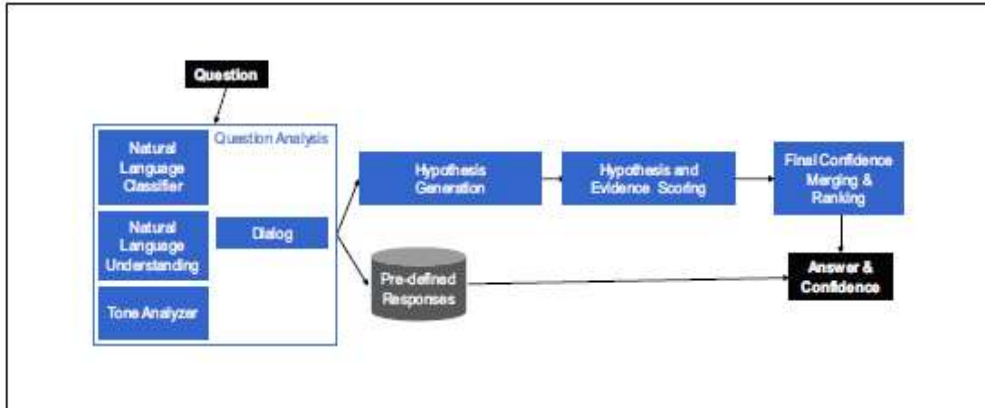 Question
Question Analysis
Natural
Language
Classifier
Natural
Language
Understanding
Tone Analyzer
Dialog
Hypothesis
Generation
Hypothesis and
Evidence Scoring
Final Confidence
Merging &
Ranking
Pre-defined
Responses
Answer &
Confidence